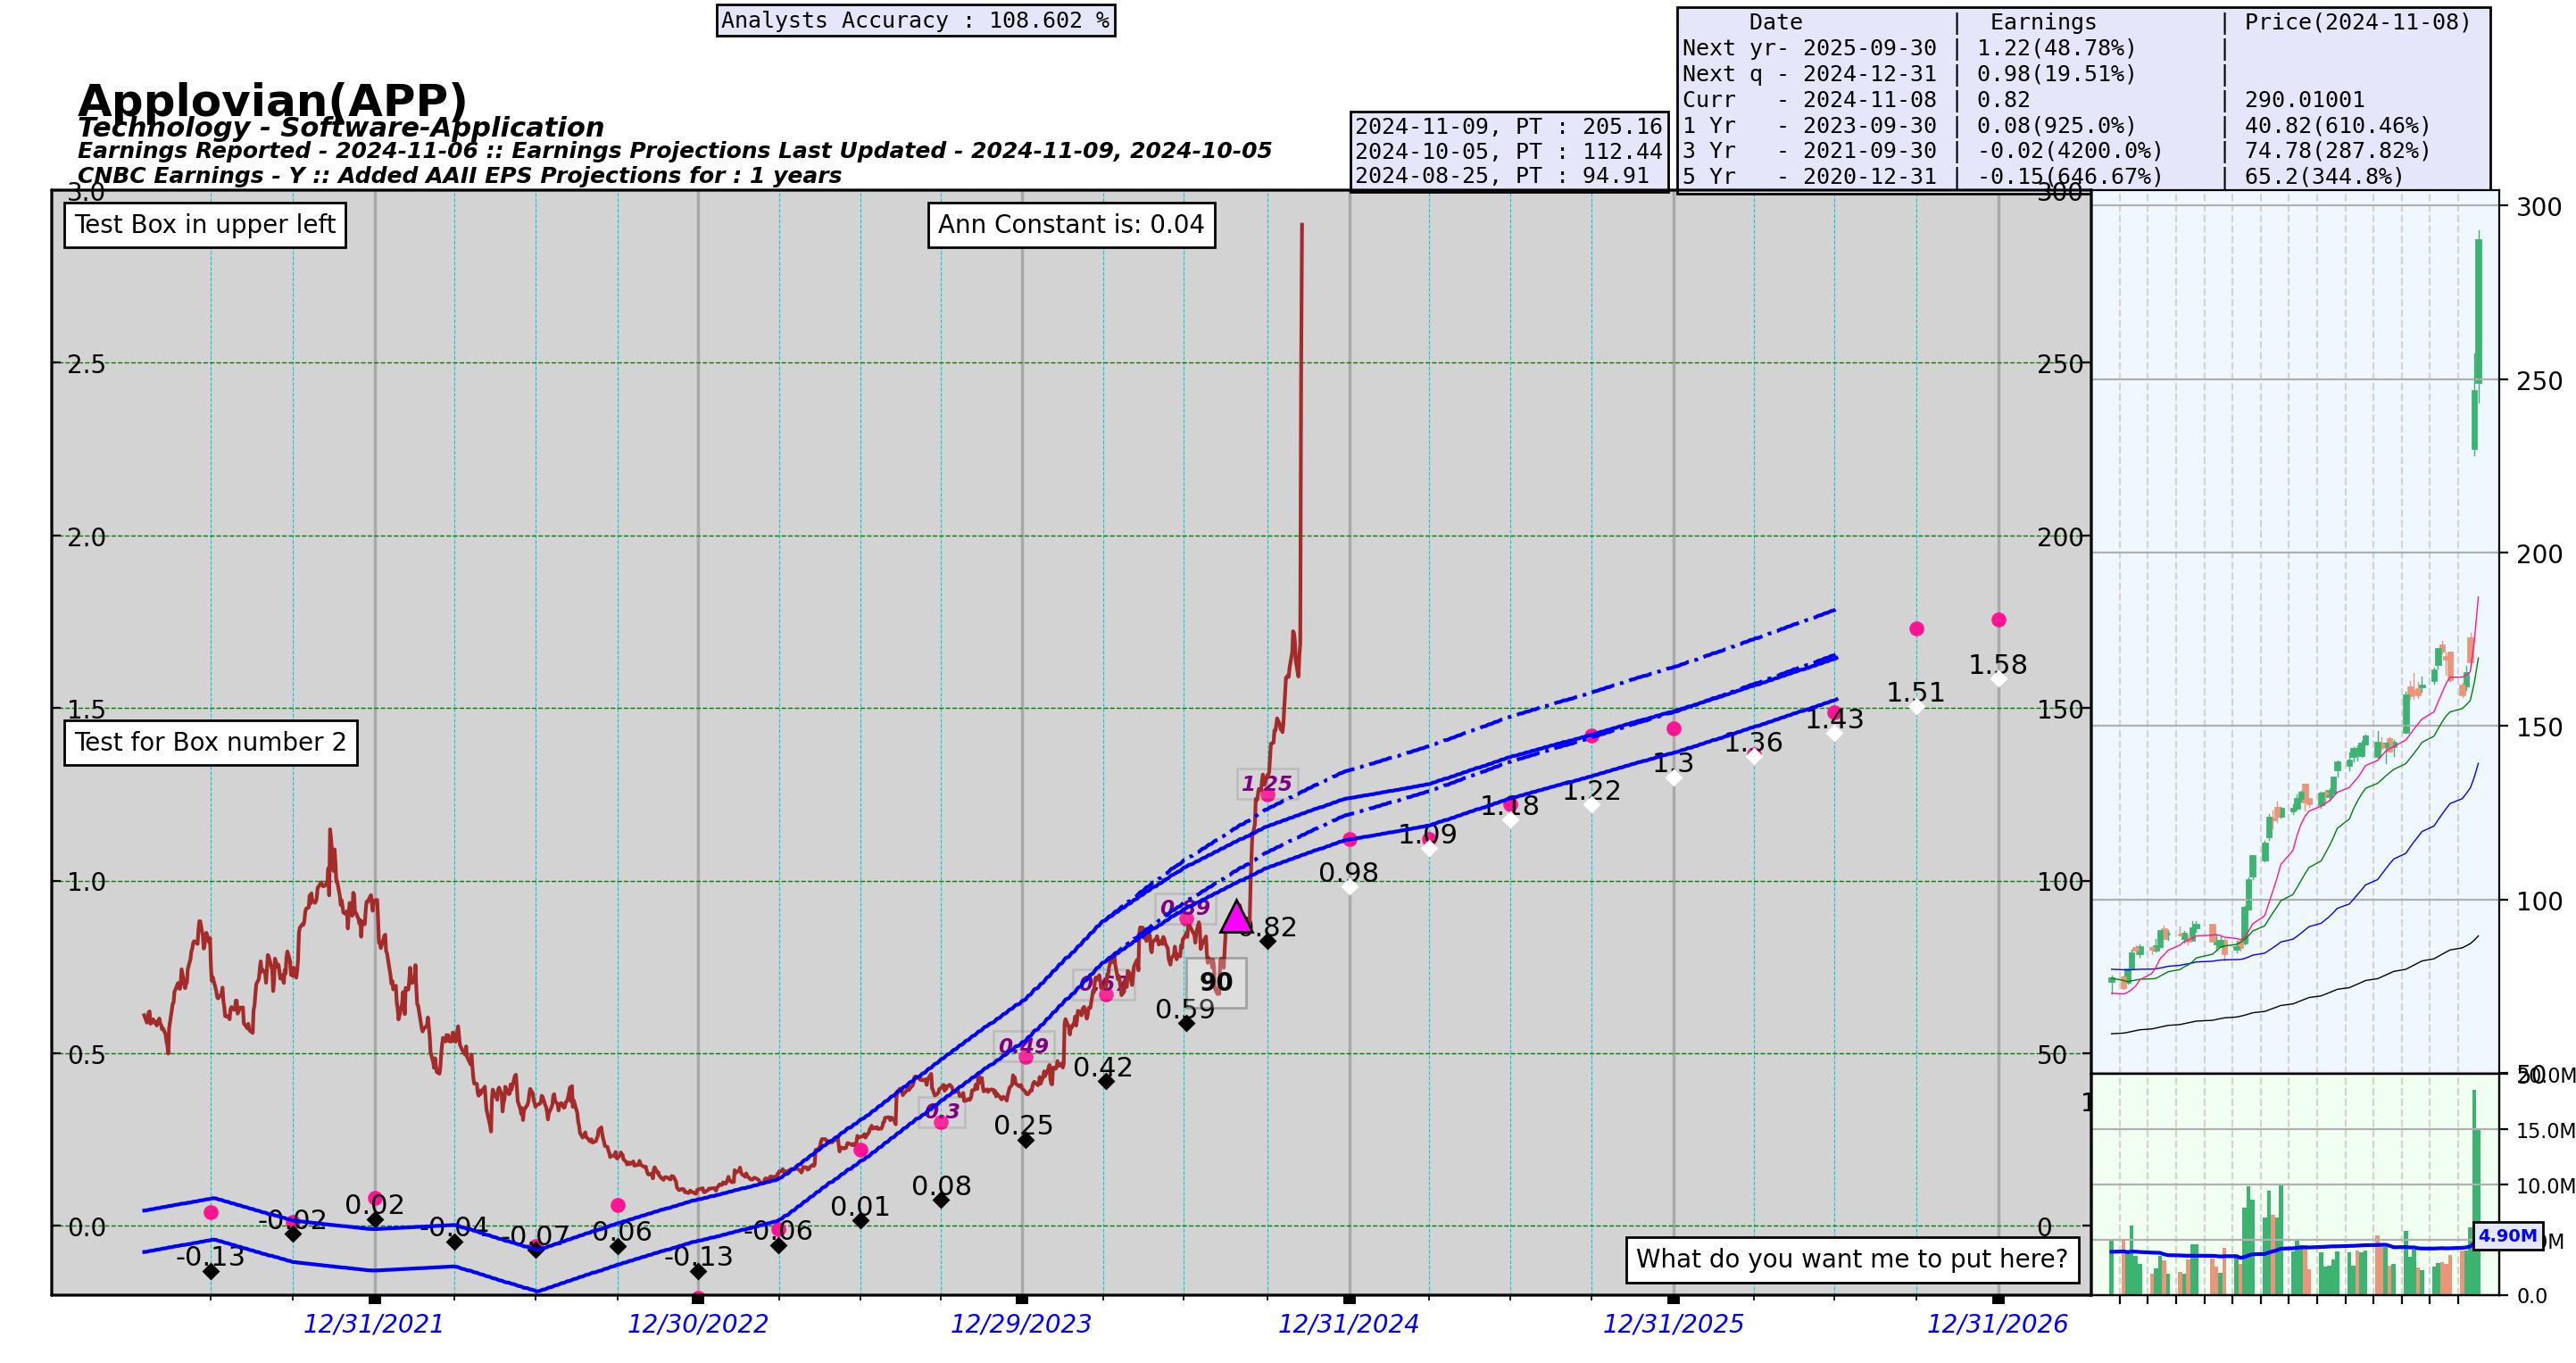 Analysts Accuracy : 108.602 %
Date | Earnings | Price(2024-11-08)
Next yr- 2025-09-30 | 1.22(48.78%) |
Next q - 2024-12-31 | 0.98(19.51%) |
Curr - 2024-11-08 | 0.82 | 290.01001
1 Yr - 2023-09-30 | 0.08(925.0%) | 40.82(610.46%)
3 Yr - 2021-09-30 | -0.02(4200.0%) | 74.78(287.82%)
5 Yr - 2020-12-31 | -0.15(646.67%) | 65.2(344.8%)
Applovian(APP)
Technology - Software-Application
Earnings Reported - 2024-11-06 :: Earnings Projections Last Updated - 2024-11-09, 2024-10-05
CNBC Earnings - Y :: Added AAII EPS Projections for : 1 years
2024-11-09, PT : 205.16
2024-10-05, PT : 112.44
2024-08-25, PT : 94.91
Test Box in upper left
Ann Constant is: 0.04
Test for Box number 2
What do you want me to put here?
3.0
2.5
2.0
1.5
1.0
0.5
0.0
300
250
200
150
100
50
0
-0.13
-0.02
0.02
-0.04
-0.07
0.06
-0.13
-0.06
0.01
0.08
0.25
0.42
0.59
0.82
0.98
1.09
1.18
1.22
1.3
1.36
1.43
1.51
1.58
0.3
0.49
0.67
0.89
1.25
90
12/31/2021
12/30/2022
12/29/2023
12/31/2024
12/31/2025
12/31/2026
300
250
200
150
100
50
20.0M
15.0M
10.0M
4.90M
0.0